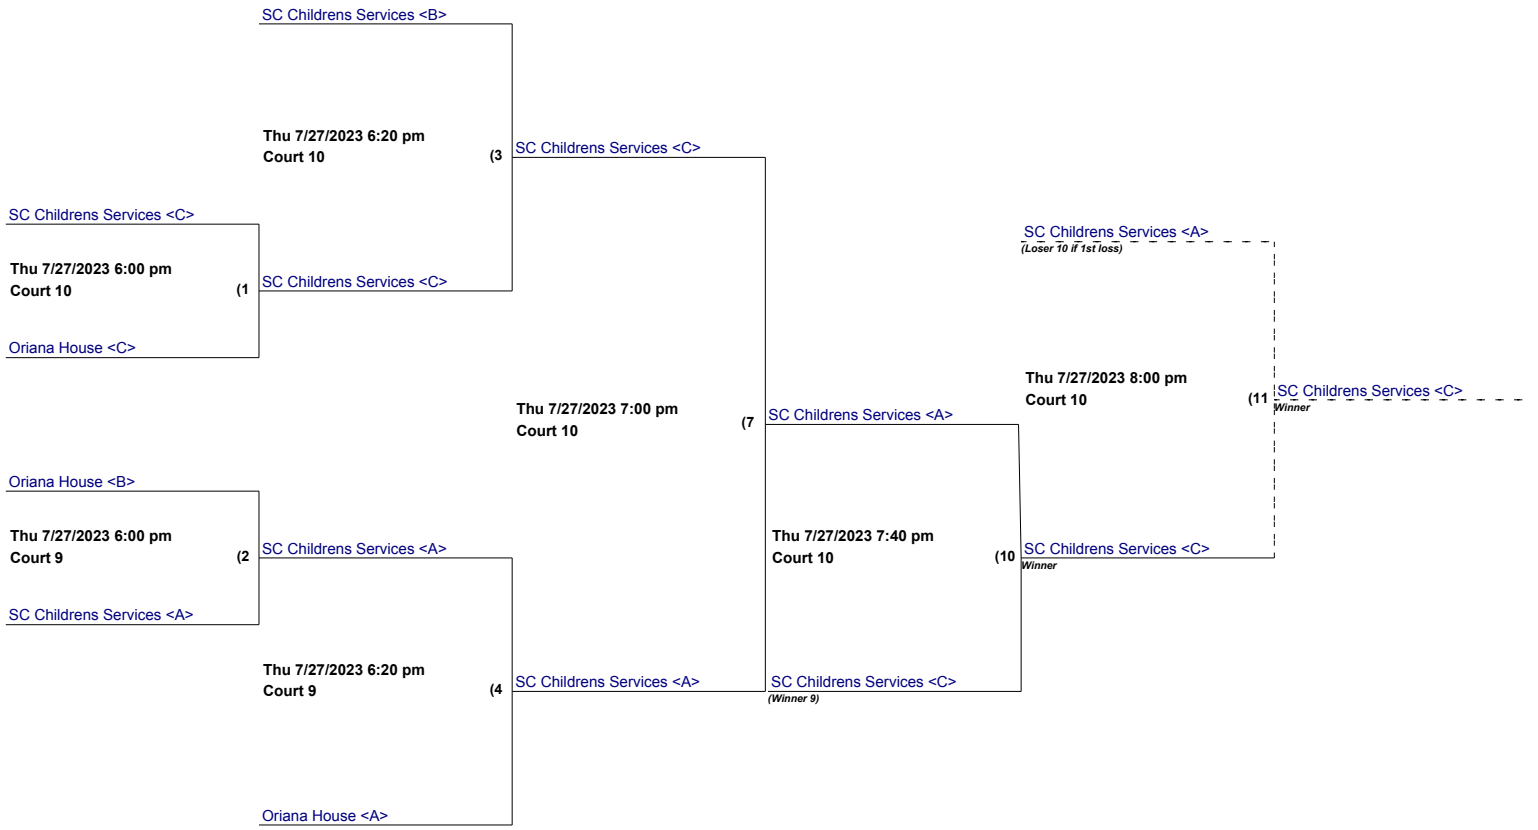 SC Childrens Services <B>
Thu 7/27/2023 6:20 pm
Court 10
(3
SC Childrens Services <C>
SC Childrens Services <C>
Thu 7/27/2023 6:00 pm
Court 10
(1
SC Childrens Services <C>
Oriana House <C>
SC Childrens Services <A>
(Loser 10 if 1st loss)
Thu 7/27/2023 8:00 pm
Court 10
(11
SC Childrens Services <C>
Winner
Thu 7/27/2023 7:00 pm
Court 10
(7
SC Childrens Services <A>
Oriana House <B>
Thu 7/27/2023 6:00 pm
Court 9
(2
SC Childrens Services <A>
SC Childrens Services <A>
Thu 7/27/2023 7:40 pm
Court 10
(10
SC Childrens Services <C>
Winner
Thu 7/27/2023 6:20 pm
Court 9
(4
SC Childrens Services <A>
SC Childrens Services <C>
(Winner 9)
Oriana House <A>